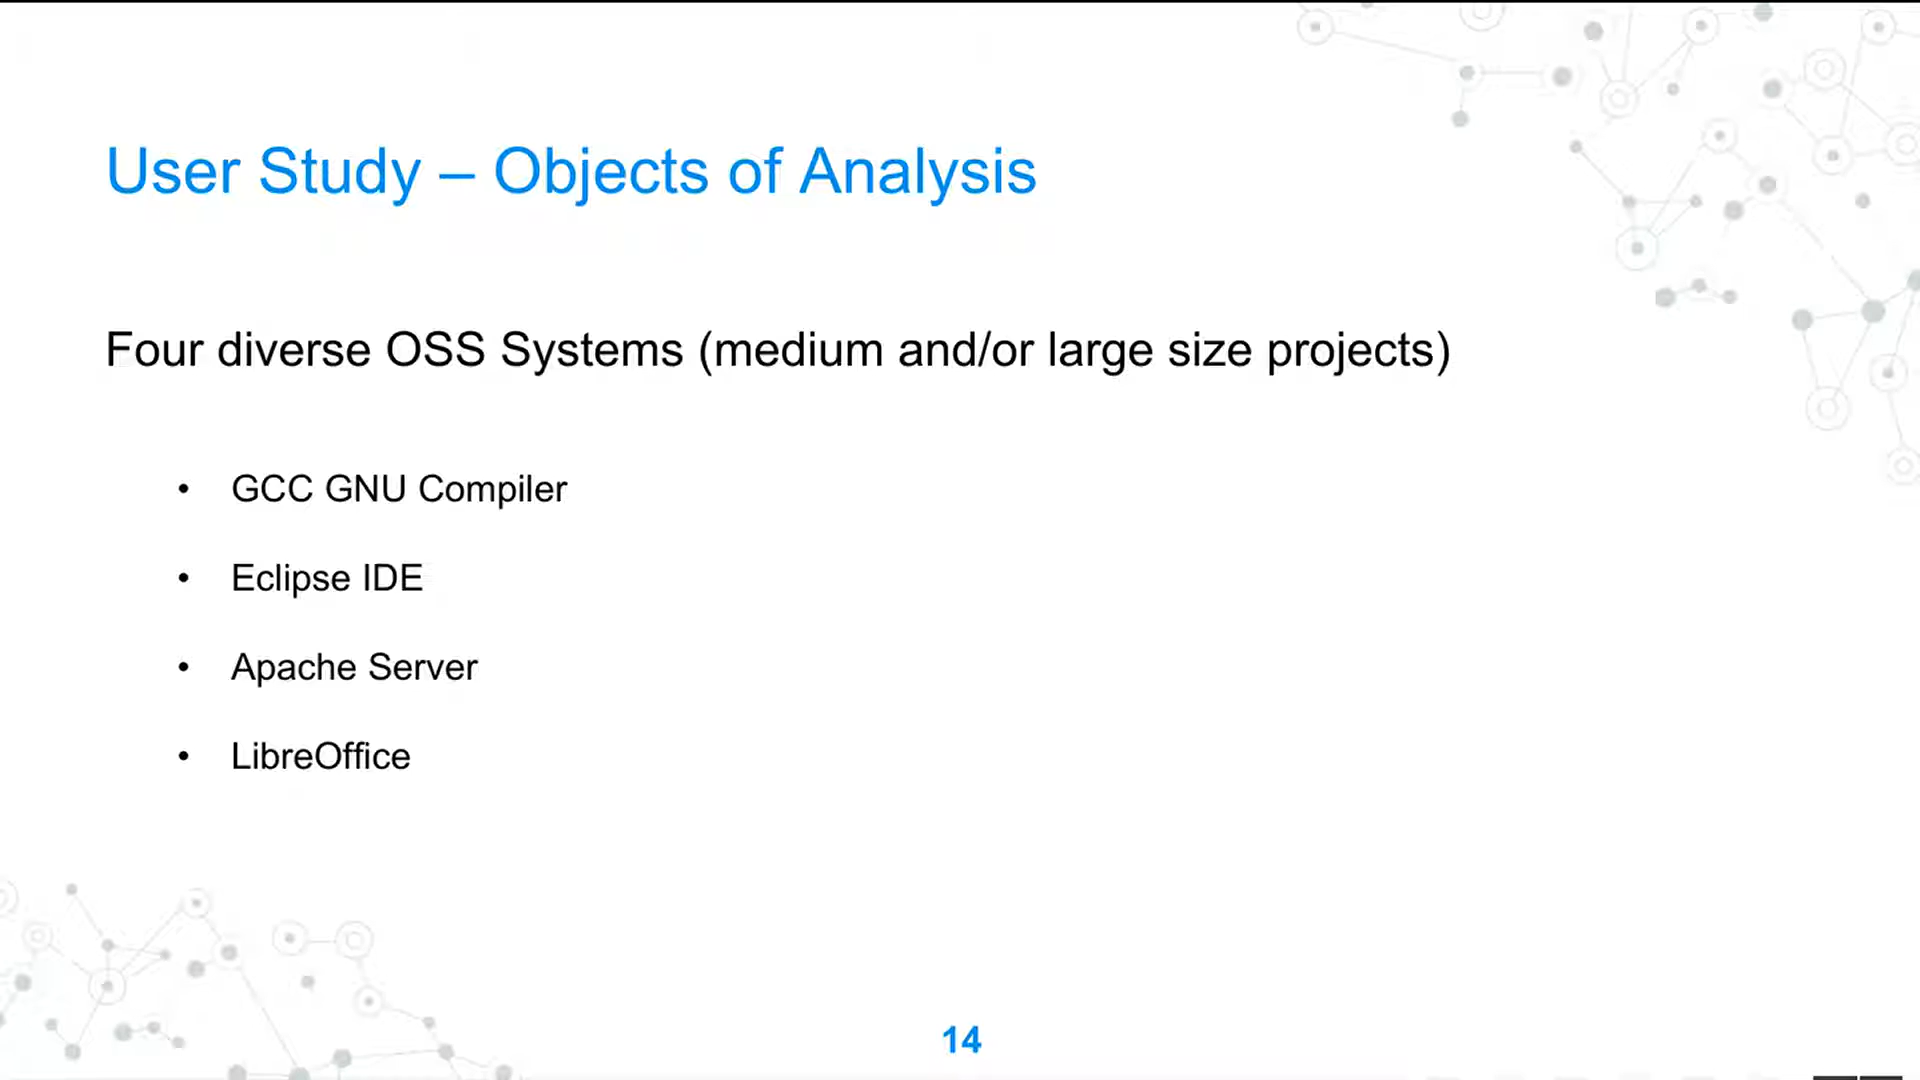 User Study – Objects of Analysis
Four diverse OSS Systems (medium and/or large size projects)
• GCC GNU Compiler
• Eclipse IDE
• Apache Server
• LibreOffice
14